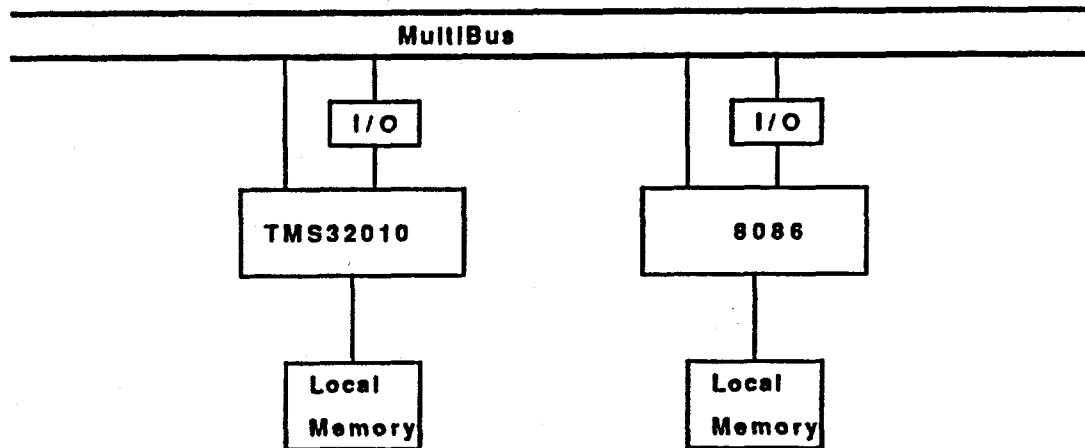 MultiBus
I/O
I/O
TMS32010
8086
Local
Memory
Local
Memory